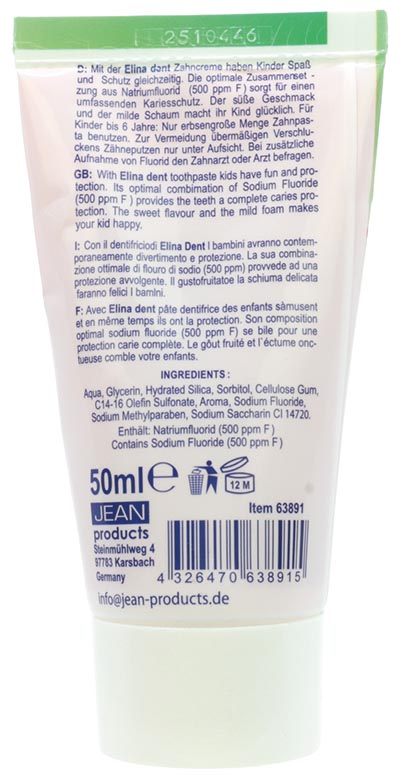 2510446
D: Mit der Elina dent Zahncreme haben Kinder Spaß
und Schutz gleichzeitig. Die optimale Zusammenset -
zung aus Natriumfluorid (500 ppm F) sorgt für einen
umfassenden Kariesschutz. Der süße Geschmack
und der milde Schaum macht ihr Kind glücklich. Für
Kinder bis 6 Jahre: Nur erbsengroße Menge Zahnpas-
ta benutzen. Zur Vermeidung übermäßigen Verschlu-
ckens Zähneputzen nur unter Aufsicht. Bei zusätzliche
Aufnahme von Fluorid den Zahnarzt oder Arzt befragen.
GB: With Elina dent toothpaste kids have fun and pro-
tection. Its optimal combination of Sodium Fluoride
(500 ppm F ) provides the teeth a complete caries pro-
tection. The sweet flavour and the mild foam makes
your kid happy.
I: Con il dentifriciodi Elina Dent I bambini avranno contem-
poraneamente divertimento e protezione. La sua combina-
zione ottimale di flouro di sodio (500 ppm) provvede ad una
protezione avvolgente. Il gustofruitatoe la schiuma delicata
faranno felici I bamlni.
F: Avec Elina dent pâte dentifrice des enfants sàmusent
et en même temps ils ont la protection. Son composition
optimal sodium fluoride (500 ppm F) se bile pour une
protection carie complète. Le gôut fruité et l`éctume onc-
tueuse comble votre enfants.
INGREDIENTS :
Aqua, Glycerin, Hydrated Silica, Sorbitol, Cellulose Gum,
C14-16 Olefin Sulfonate, Aroma, Sodium Fluoride,
Sodium Methylparaben, Sodium Saccharin CI 14720.
Enthält: Natriumfluorid (500 ppm F )
Contains Sodium Fluoride (500 ppm F )
50ml e 12 M
JEAN
products
Item 63891
Steinmühlweg 4
97783 Karsbach
Germany
4 326470 638915
info@jean-products.de